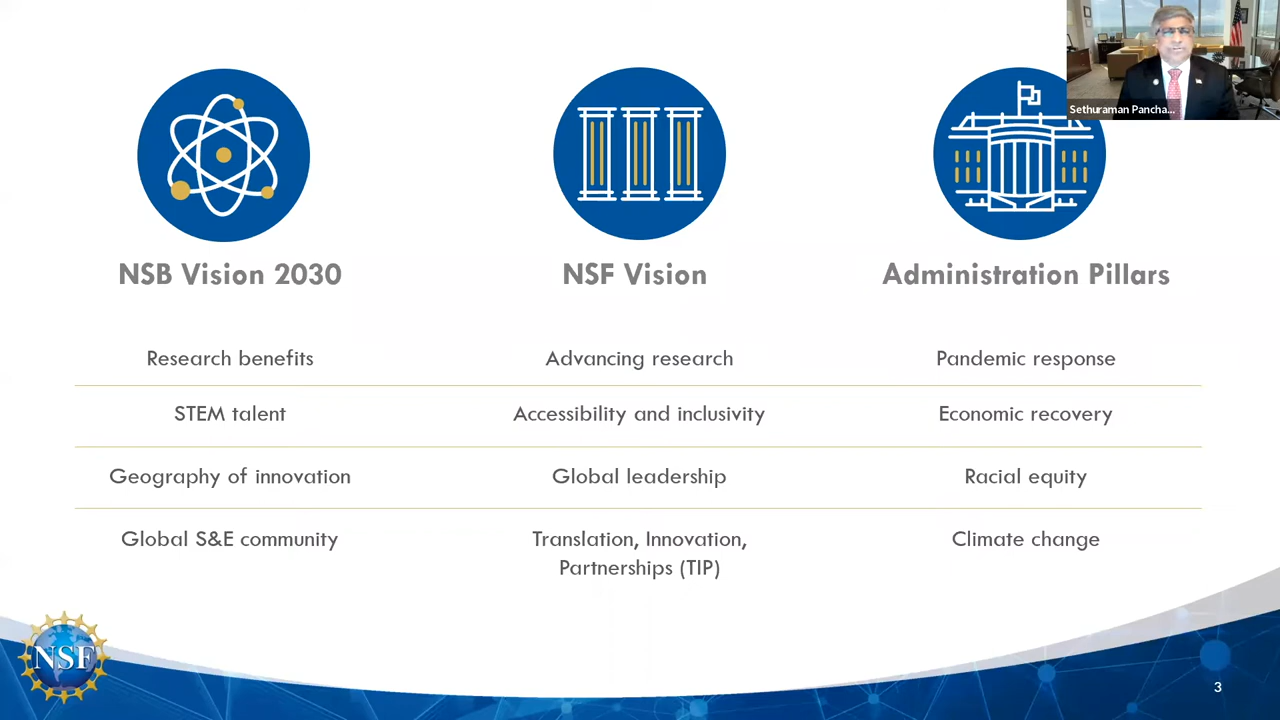 Sethuraman Pancha...
NSB Vision 2030
NSF Vision
Administration Pillars
Research benefits
Advancing research
Pandemic response
STEM talent
Accessibility and inclusivity
Economic recovery
Geography of innovation
Global leadership
Racial equity
Global S&E community
Translation, Innovation,
Partnerships (TIP)
Climate change
NSF
3